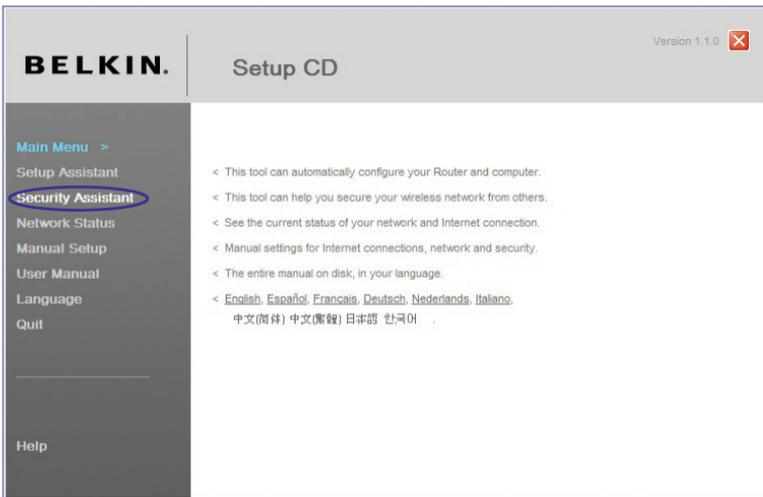 BELKIN.
Setup CD
Version 1.1.0
Main Menu >
Setup Assistant
< This tool can automatically configure your Router and computer.
Security Assistant
< This tool can help you secure your wireless network from others.
Network Status
< See the current status of your network and Internet connection.
Manual Setup
< Manual settings for Internet connections, network and security.
User Manual
< The entire manual on disk, in your language.
Language
< English, Español, Français, Deutsch, Nederlands, Italiano,
中文(简体) 中文(繁體) 日本語 한국어 .
Quit
Help